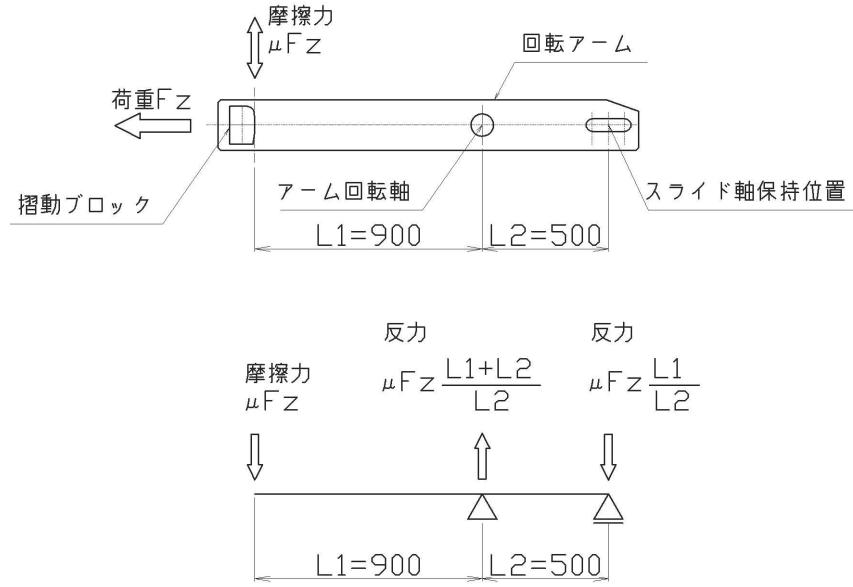 摩擦力
μFz
回転アーム
荷重Fz
摺動ブロック
アーム回転軸
スライド軸保持位置
L1=900
L2=500
反力
反力
摩擦力
μFz
μFz L1+L2
L2
μFz L1
L2
L1=900
L2=500